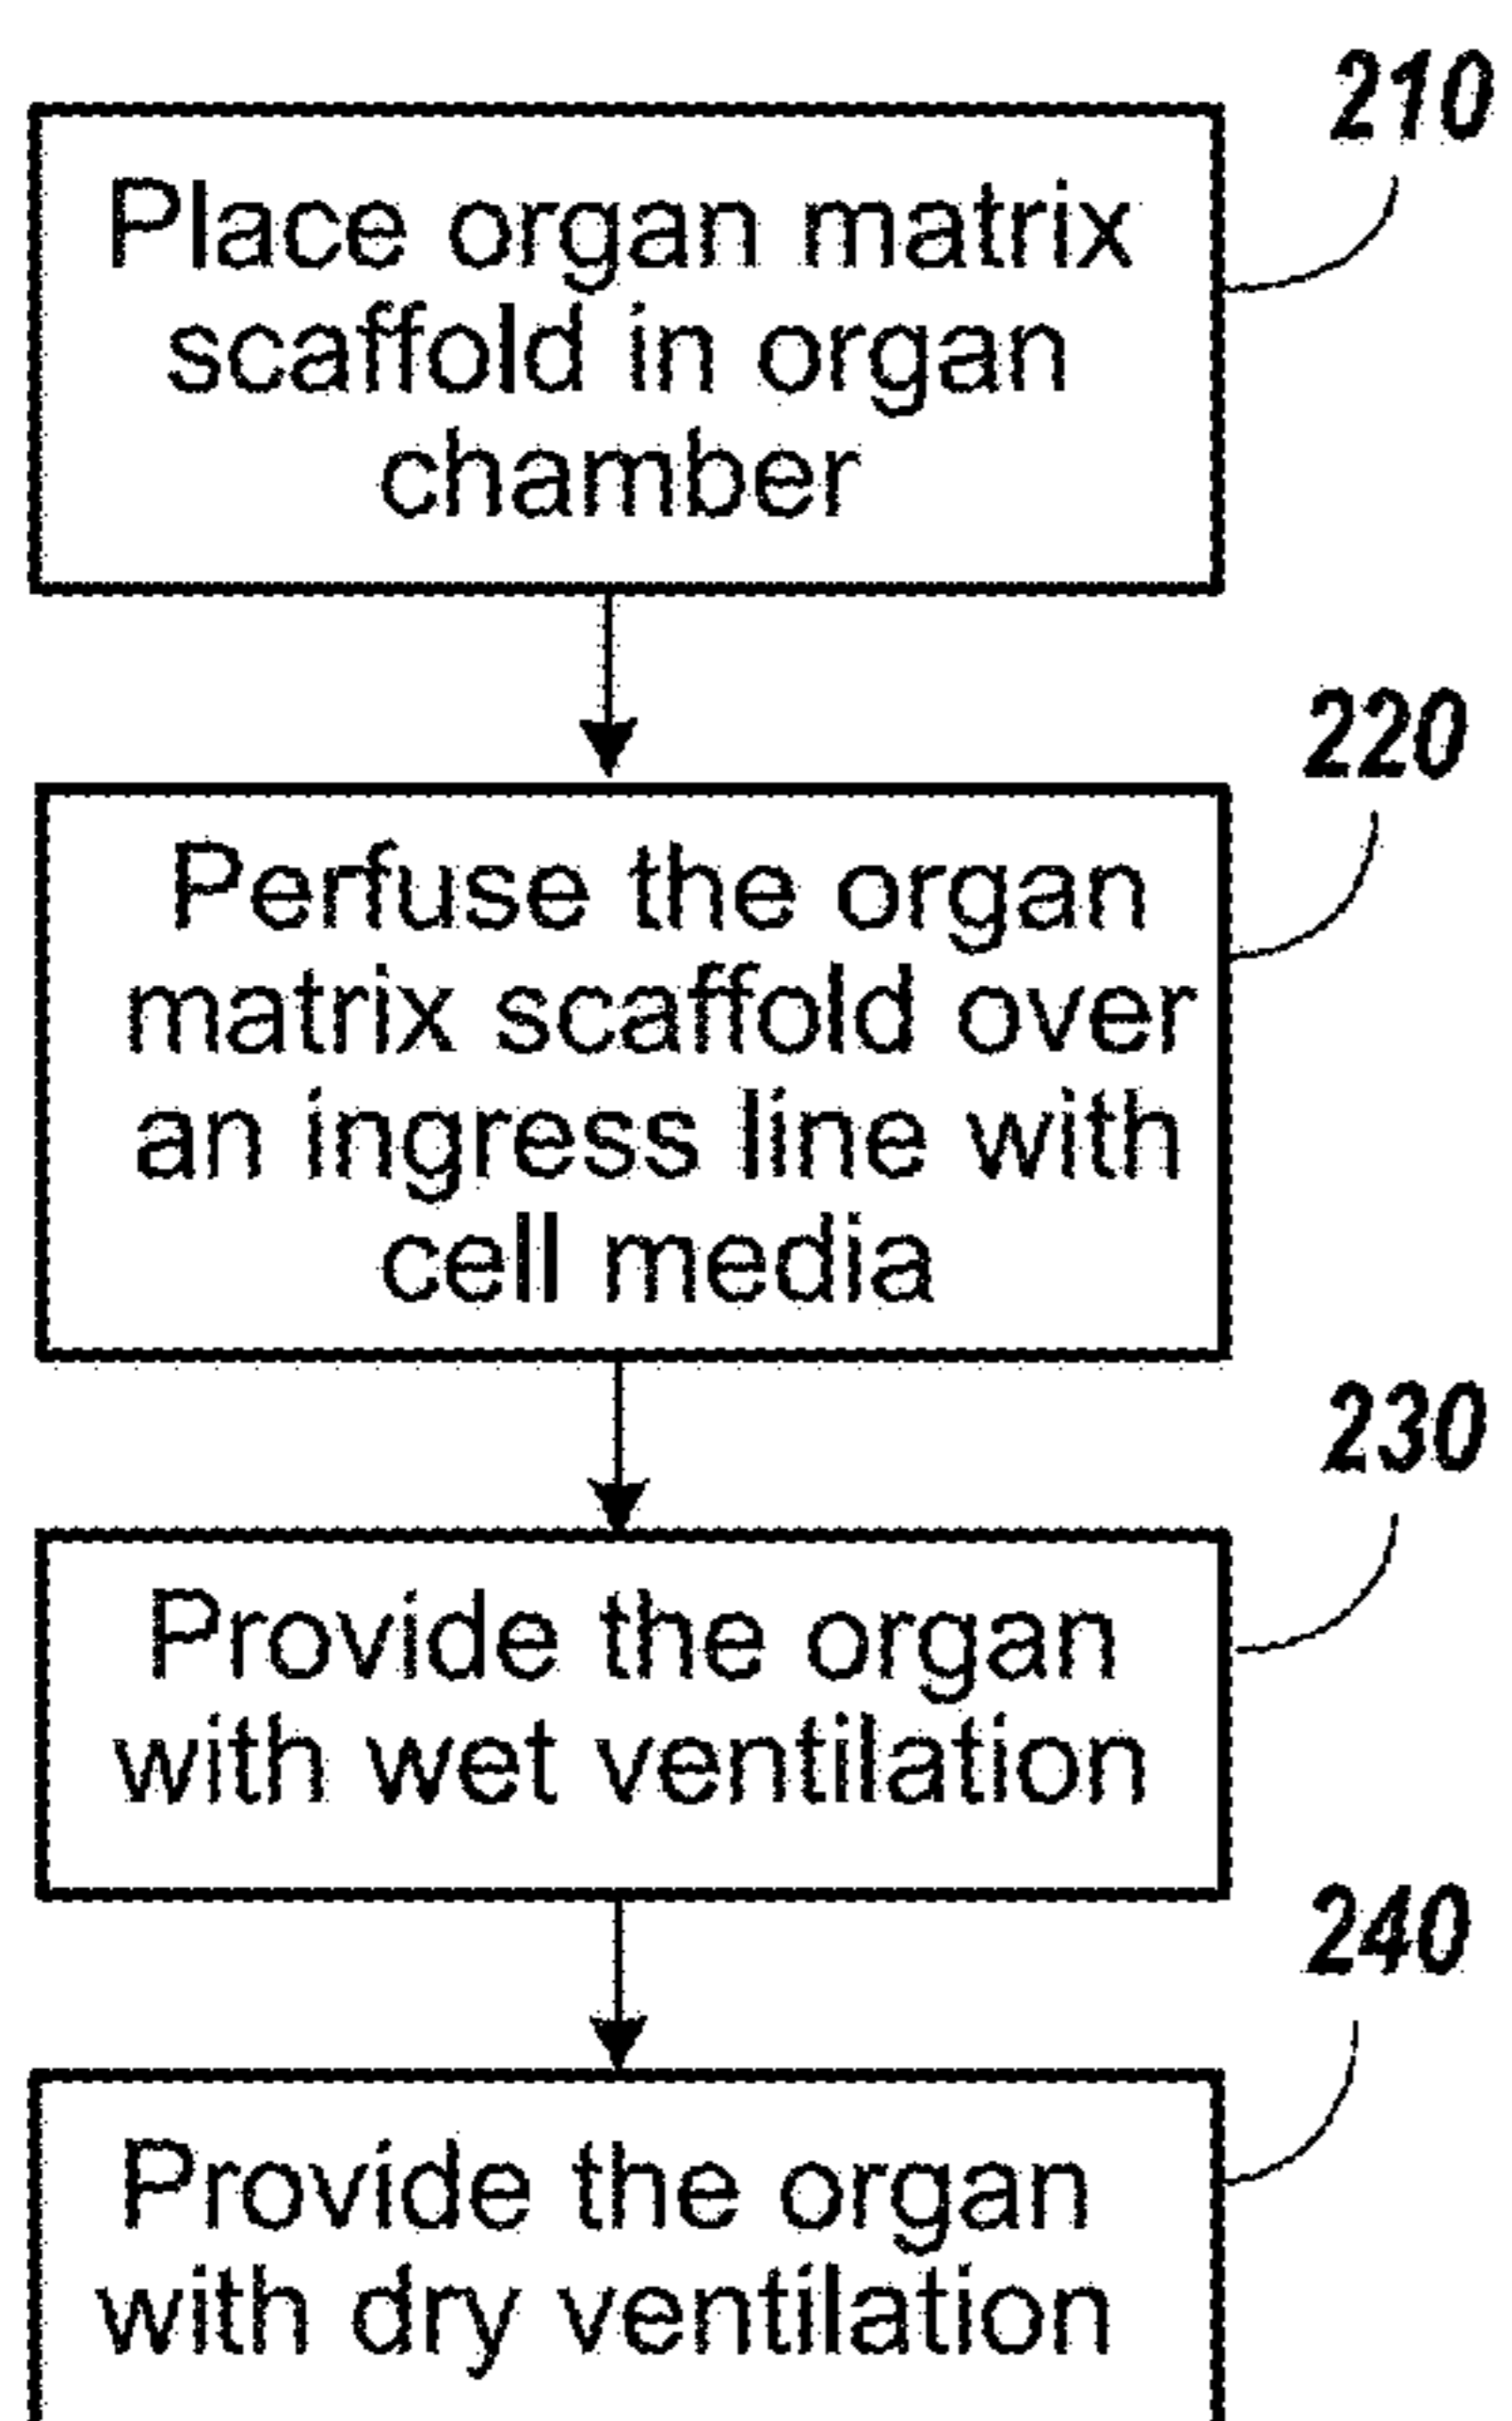 210
Place organ matrix
scaffold in organ
chamber
220
Perfuse the organ
matrix scaffold over
an ingress line with
cell media
230
Provide the organ
with wet ventilation
240
Provide the organ
with dry ventilation